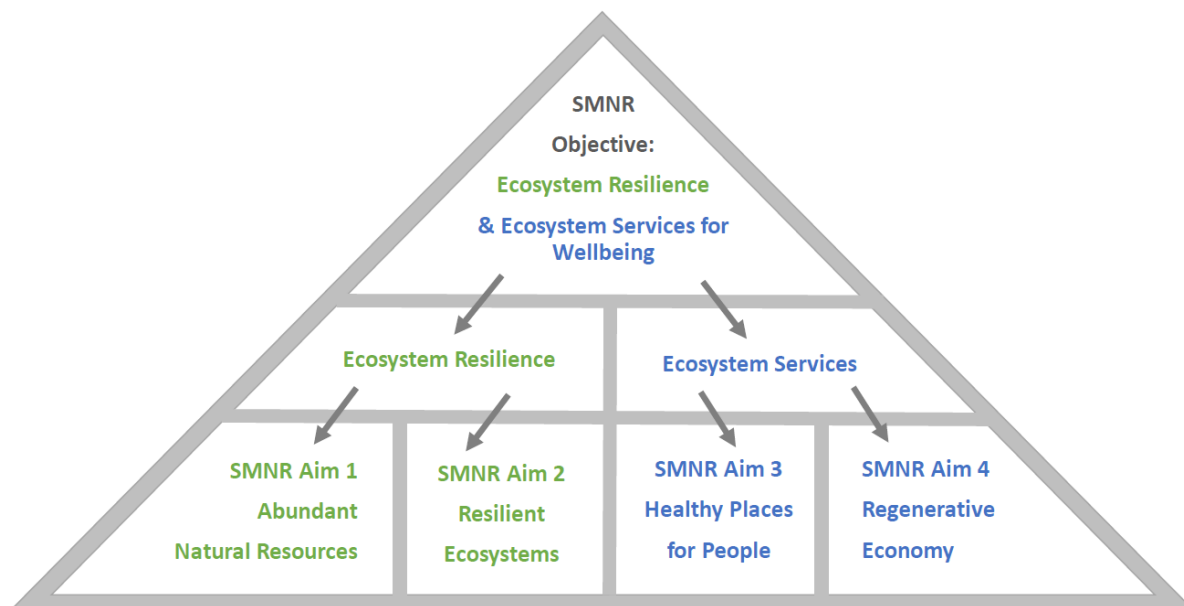 SMNR
Objective:
Ecosystem Resilience
& Ecosystem Services for
Wellbeing
Ecosystem Resilience
Ecosystem Services
SMNR Aim 1
Abundant
Natural Resources
SMNR Aim 2
Resilient
Ecosystems
SMNR Aim 3
Healthy Places
for People
SMNR Aim 4
Regenerative
Economy